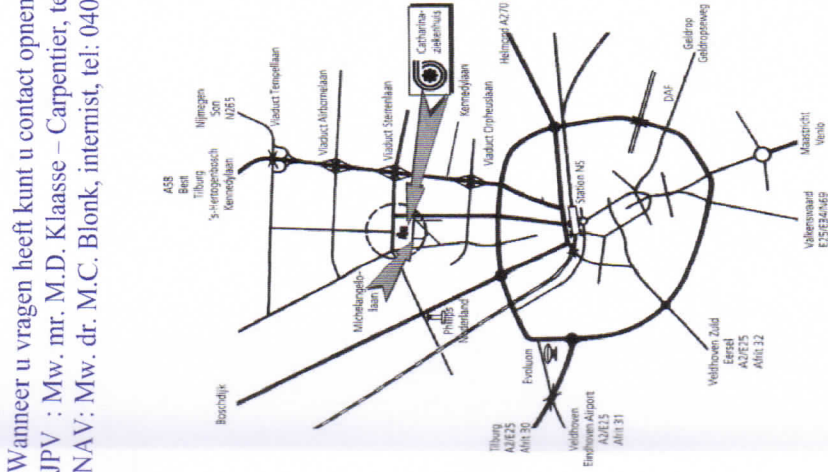 Wanneer u vragen heeft kunt u contact opnen
JPV : Mw. mr. M.D. Klaasse – Carpentier, te
NAV: Mw. dr. M.C. Blonk, internist, tel: 040
A58
Best
Tilburg
's-Hertogenbosch
Kennedylaan
Nijmegen
Son
N265
Viaduct Tempellaan
Viaduct Airbornelaan
Viaduct Sterrenlaan
Catharina-
ziekenhuis
Kennedylaan
Viaduct Orpheuslaan
Helmond A270
Boschdijk
Michelangelo-
laan
Philips
Nederland
Evoluon
Station NS
Tilburg
A2/E25
Afrit 30
Veldhoven
Eindhoven Airport
A2/E25
Afrit 31
Geldrop
Geldropseweg
DAF
Veldhoven Zuid
Eersel
A2/E25
Afrit 32
Valkenswaard
E25/E34/N69
Maastricht
Venlo